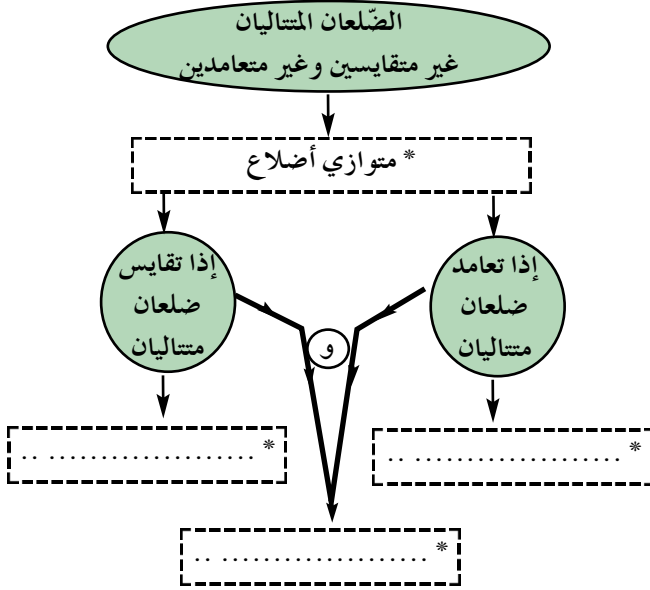 الضّلعان المتتاليان
غير متقايسين وغير متعامدين
* متوازي أضلاع
إذا تعامد
ضلعان
متتاليان
إذا تقايس
ضلعان
متتاليان
و
* .................... ..
* .................... ..
* .................... ..